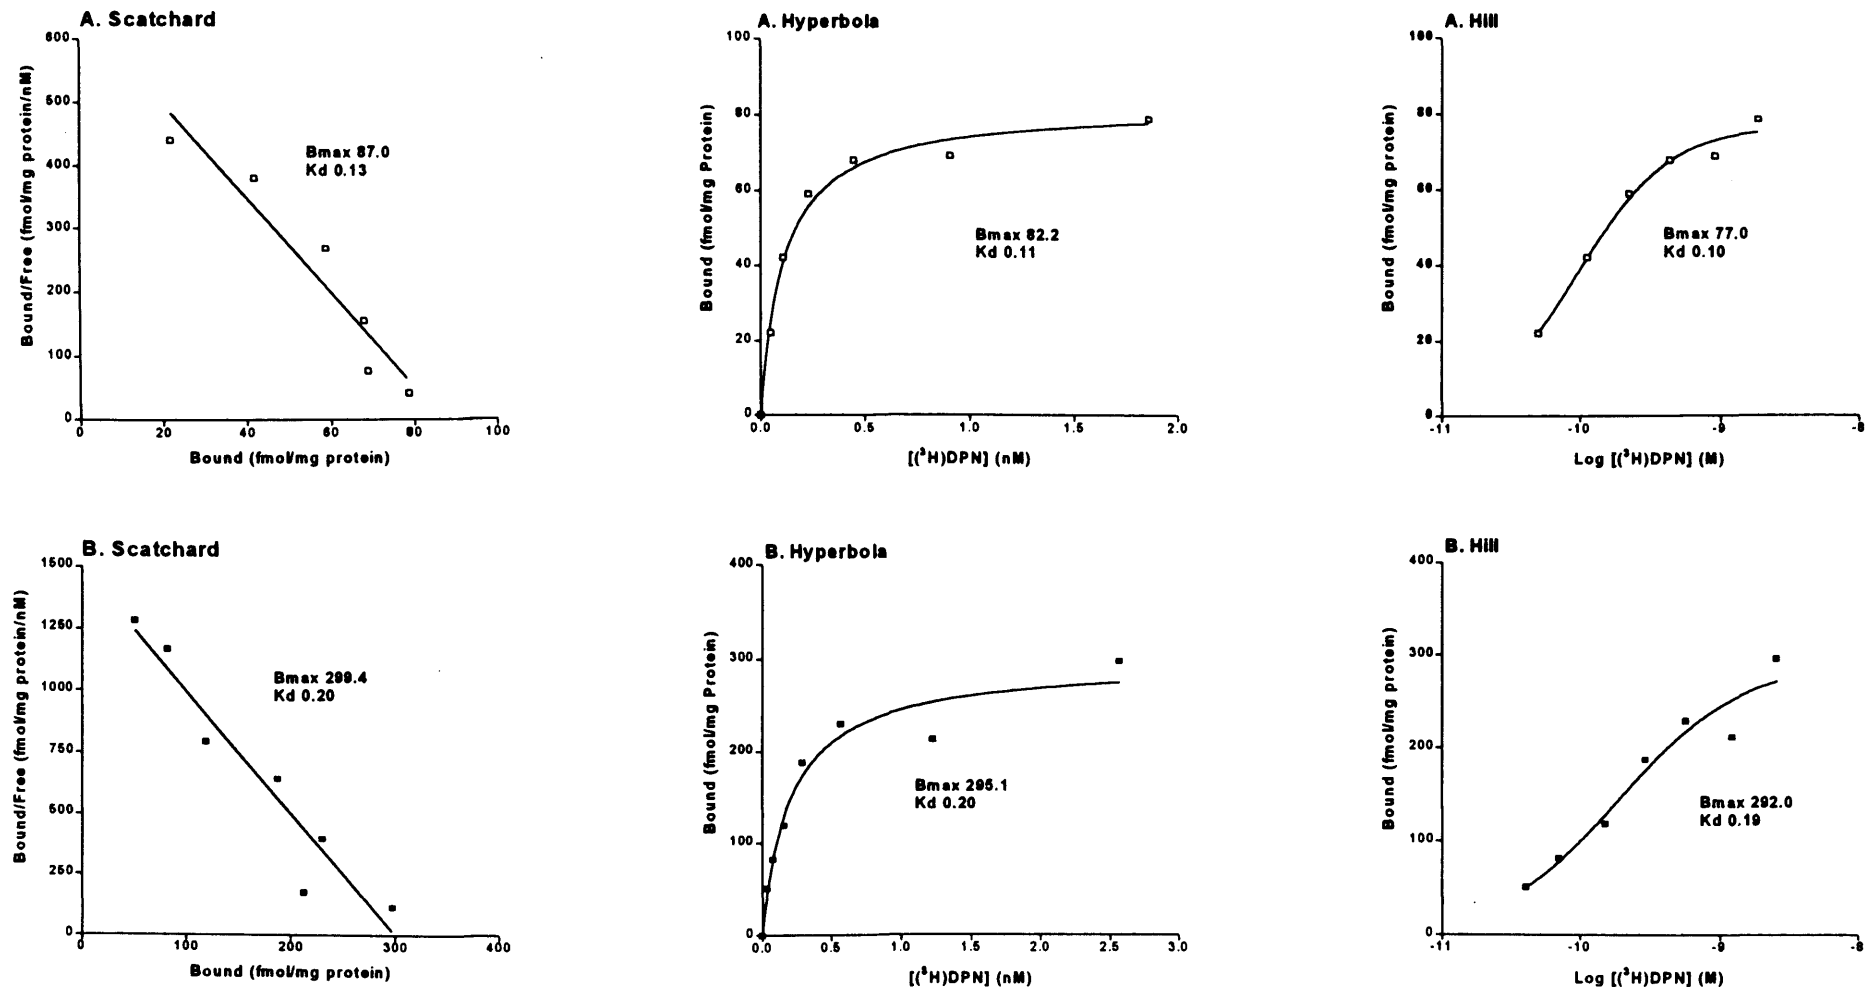 A. Scatchard
600
500
400
300
200
100
0
0 20 40 60 80 100
Bound/Free (fmol/mg protein/nM)
Bound (fmol/mg protein)
Bmax 87.0
Kd 0.13
A. Hyperbola
100
80
60
40
20
0
0.0 0.5 1.0 1.5 2.0
Bound (fmol/mg Protein)
[(³H)DPN] (nM)
Bmax 82.2
Kd 0.11
A. Hill
100
80
60
40
20
0
-11 -10 -9 -8
Bound (fmol/mg protein)
Log [(³H)DPN] (M)
Bmax 77.0
Kd 0.10
B. Scatchard
1500
1250
1000
750
500
250
0
0 100 200 300 400
Bound/Free (fmol/mg protein/nM)
Bound (fmol/mg protein)
Bmax 299.4
Kd 0.20
B. Hyperbola
400
300
200
100
0
0.0 0.5 1.0 1.5 2.0 2.5 3.0
Bound (fmol/mg Protein)
[(³H)DPN] (nM)
Bmax 295.1
Kd 0.20
B. Hill
400
300
200
100
0
-11 -10 -9 -8
Bound (fmol/mg protein)
Log [(³H)DPN] (M)
Bmax 292.0
Kd 0.19